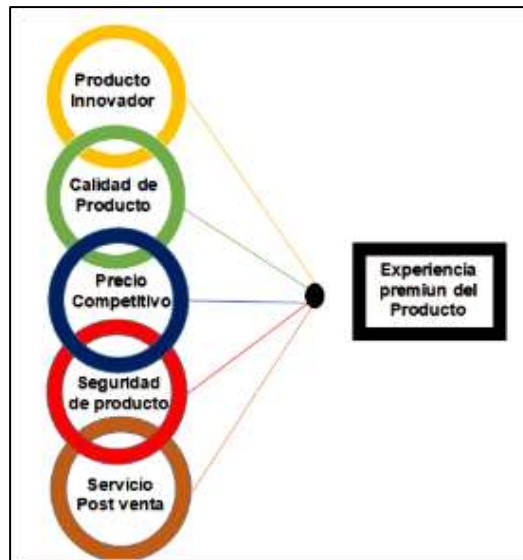 Producto
Innovador
Calidad de
Producto
Precio
Competitivo
Seguridad
de producto
Servicio
Post venta
Experiencia
premiun del
Producto